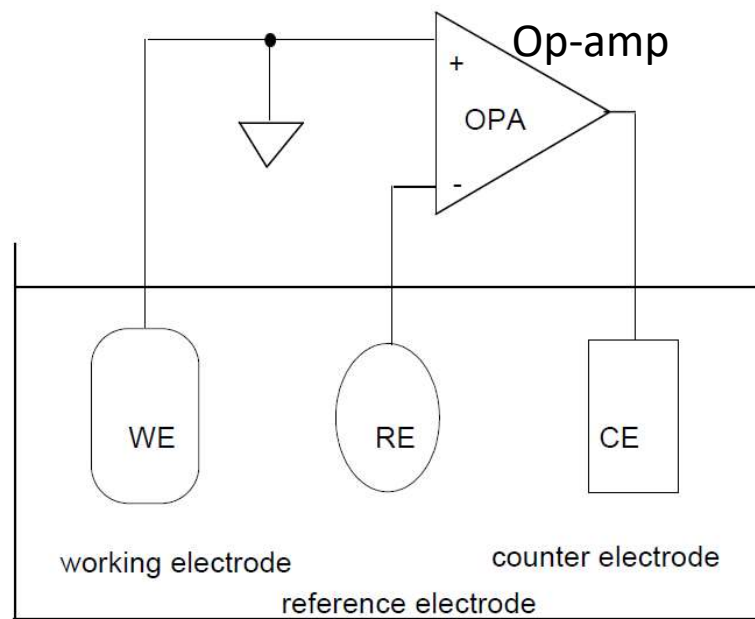 Op-amp
+
OPA
-
WE
RE
CE
working electrode
counter electrode
reference electrode